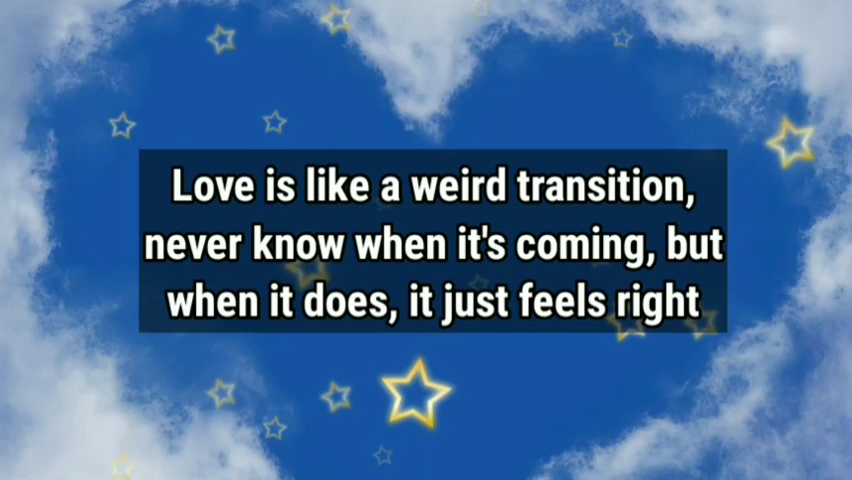 Love is like a weird transition,
never know when it's coming, but
when it does, it just feels right